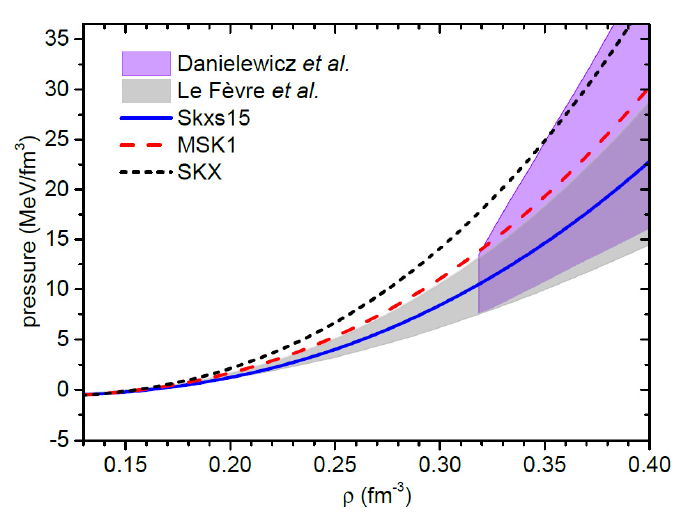 35
30
25
20
15
10
5
0
-5
pressure (MeV/fm³)
Danielewicz et al.
Le Fèvre et al.
Skxs15
MSK1
SKX
0.15 0.20 0.25 0.30 0.35 0.40
ρ (fm⁻³)